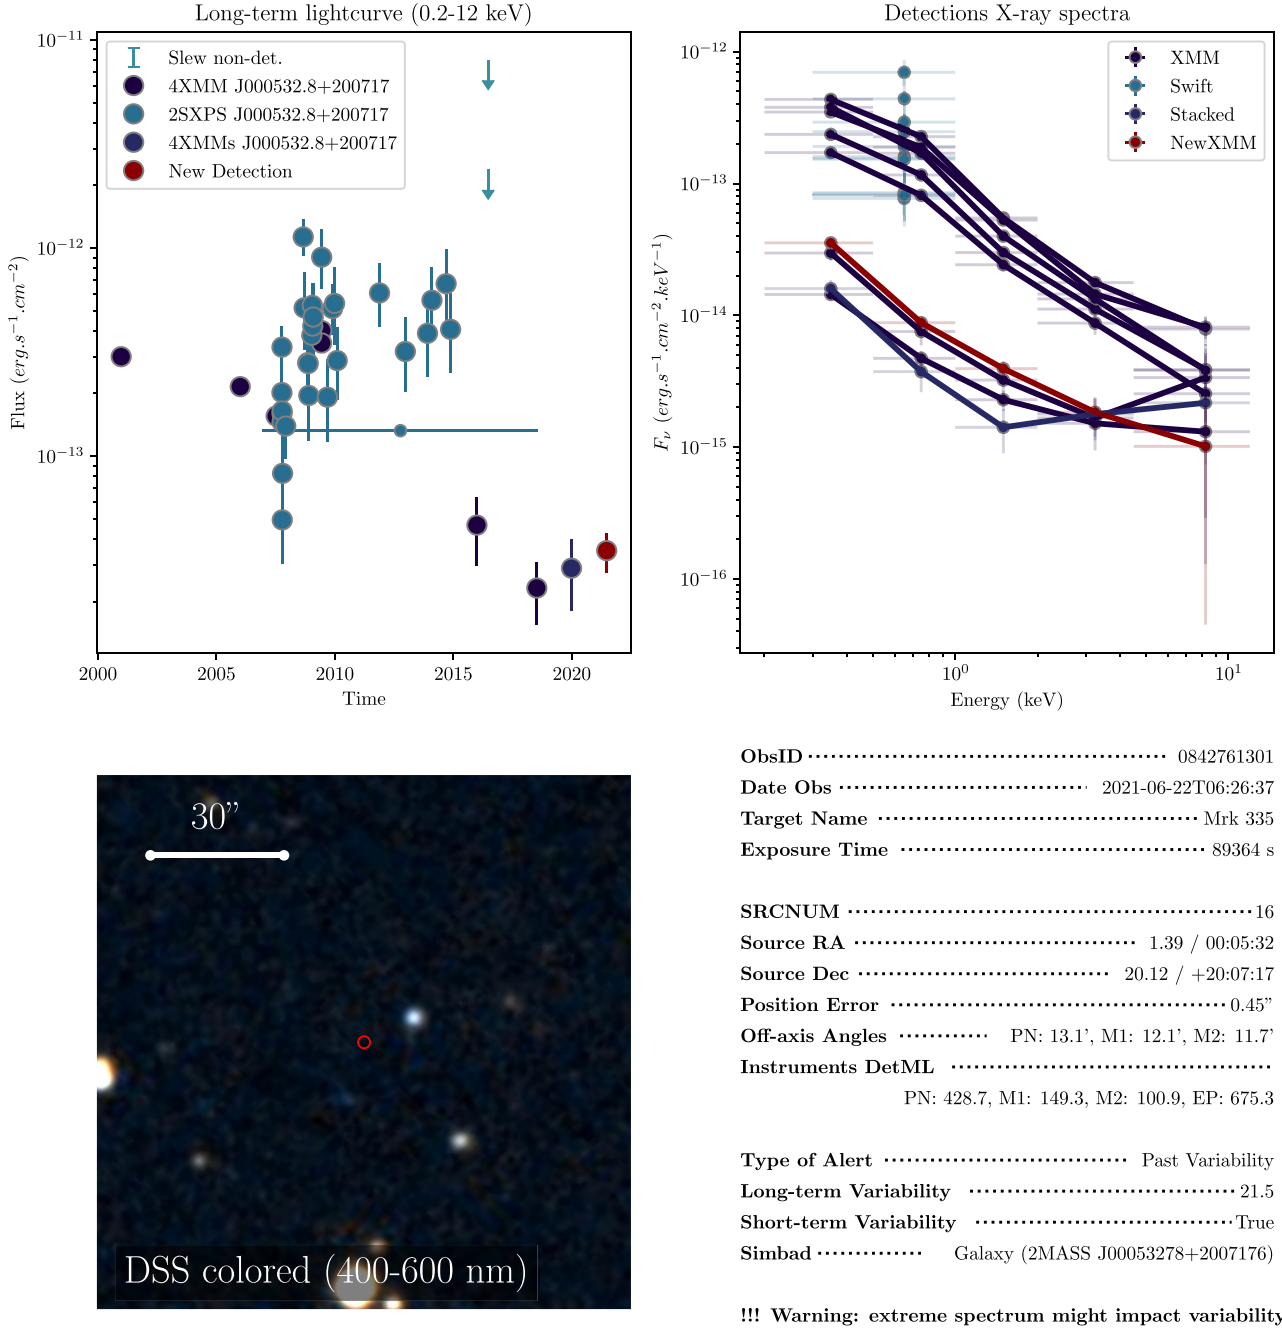 Long-term lightcurve (0.2-12 keV)
10⁻¹¹
10⁻¹²
10⁻¹³
Flux (erg.s⁻¹.cm⁻²)
Slew non-det.
4XMM J000532.8+200717
2SXPS J000532.8+200717
4XMMs J000532.8+200717
New Detection
2000 2005 2010 2015 2020
Time
Detections X-ray spectra
10⁻¹²
10⁻¹³
10⁻¹⁴
10⁻¹⁵
10⁻¹⁶
F_ν (erg.s⁻¹.cm⁻².keV⁻¹)
XMM
Swift
Stacked
NewXMM
10⁰ 10¹
Energy (keV)
30”
DSS colored (400-600 nm)
ObsID 0842761301
Date Obs 2021-06-22T06:26:37
Target Name Mrk 335
Exposure Time 89364 s
SRCNUM 16
Source RA 1.39 / 00:05:32
Source Dec 20.12 / +20:07:17
Position Error 0.45”
Off-axis Angles PN: 13.1’, M1: 12.1’, M2: 11.7’
Instruments DetML
PN: 428.7, M1: 149.3, M2: 100.9, EP: 675.3
Type of Alert Past Variability
Long-term Variability 21.5
Short-term Variability True
Simbad Galaxy (2MASS J00053278+2007176)
!!! Warning: extreme spectrum might impact variability